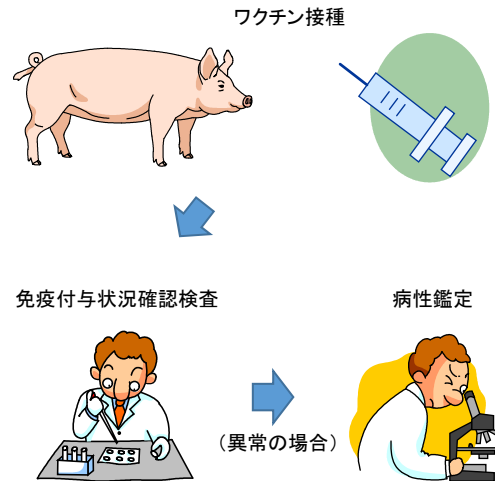 ワクチン接種
免疫付与状況確認検査
病性鑑定
（異常の場合）